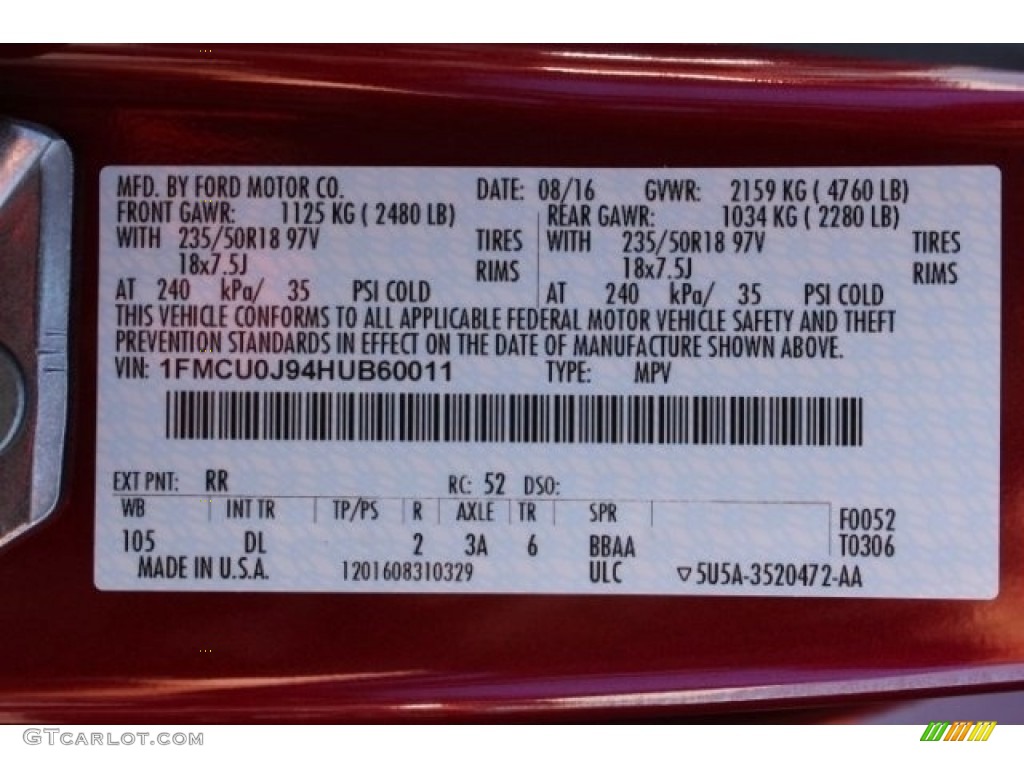 MFD. BY FORD MOTOR CO. DATE: 08/16 GVWR: 2159 KG ( 4760 LB)
FRONT GAWR: 1125 KG ( 2480 LB) REAR GAWR: 1034 KG ( 2280 LB)
WITH 235/50R18 97V TIRES WITH 235/50R18 97V TIRES
18x7.5J RIMS 18x7.5J RIMS
AT 240 kPa/ 35 PSI COLD AT 240 kPa/ 35 PSI COLD
THIS VEHICLE CONFORMS TO ALL APPLICABLE FEDERAL MOTOR VEHICLE SAFETY AND THEFT
PREVENTION STANDARDS IN EFFECT ON THE DATE OF MANUFACTURE SHOWN ABOVE.
VIN: 1FMCU0J94HUB60011 TYPE: MPV
EXT PNT: RR RC: 52 DSO:
WB INT TR TP/PS R AXLE TR SPR F0052
105 DL 2 3A 6 BBAA T0306
MADE IN U.S.A. 1201608310329 ULC ▽5U5A-3520472-AA
GTCarlot.com